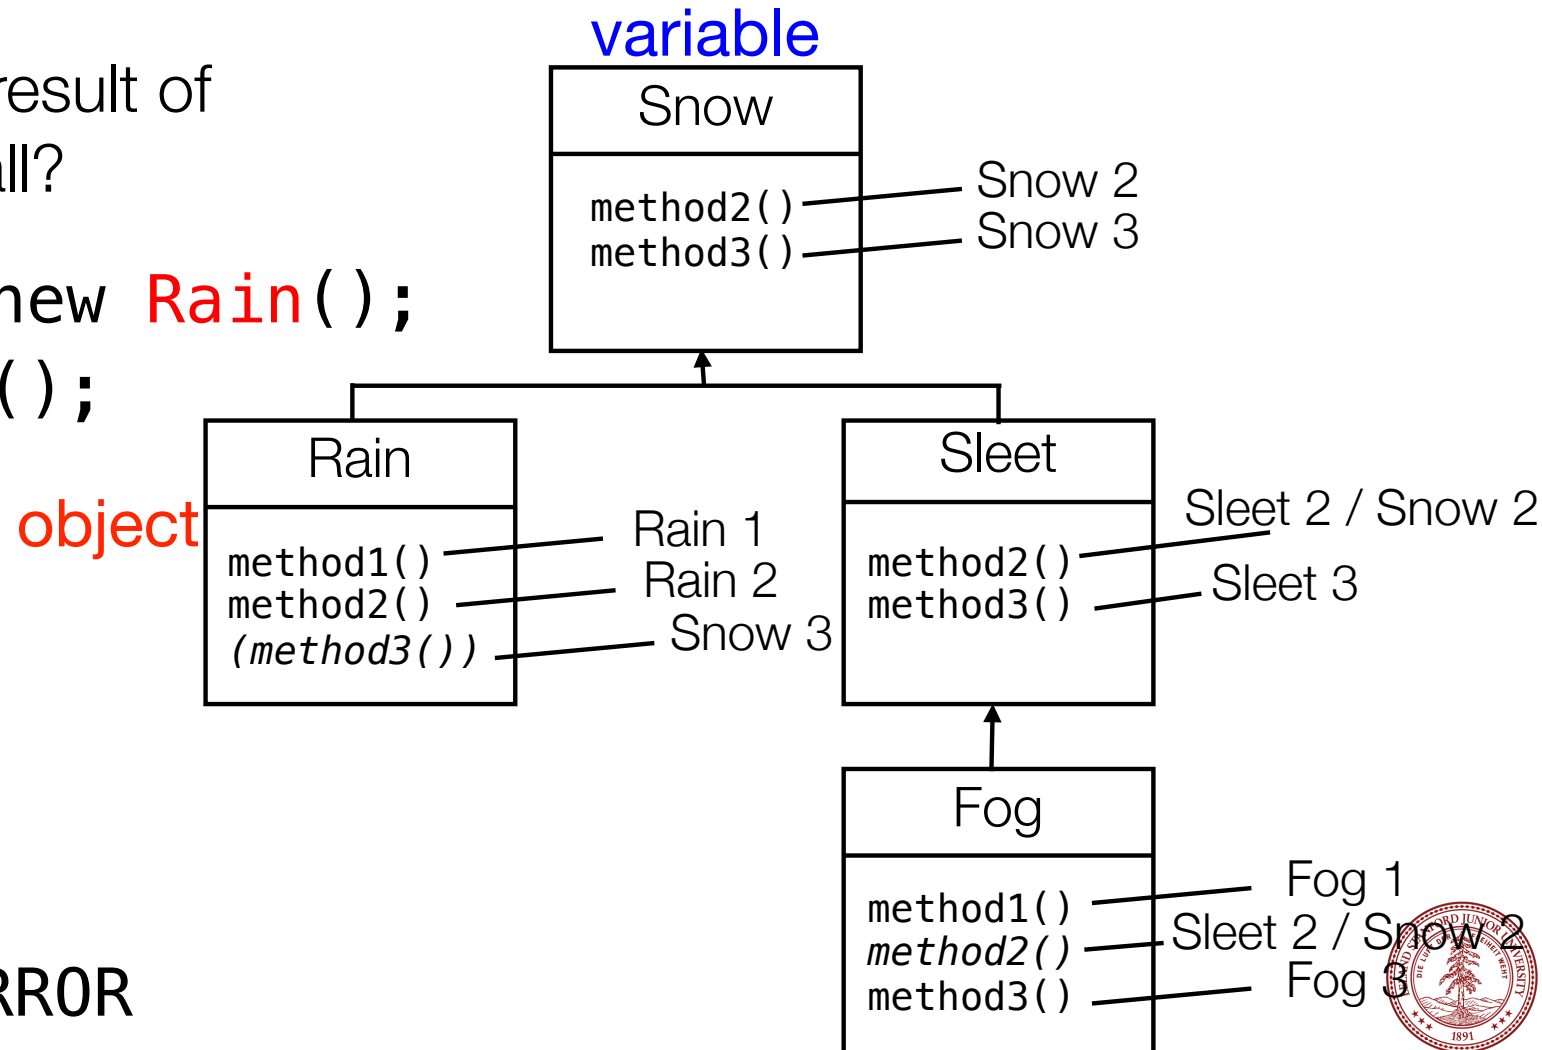 variable
result of
all?
new Rain();
();
object
RROR
Snow
method2()
method3()
Snow 2
Snow 3
Rain
method1()
method2()
(method3())
Rain 1
Rain 2
Snow 3
Sleet
method2()
method3()
Sleet 2 / Snow 2
Sleet 3
Fog
method1()
method2()
method3()
Fog 1
Sleet 2 / Snow 2
Fog 3
1891